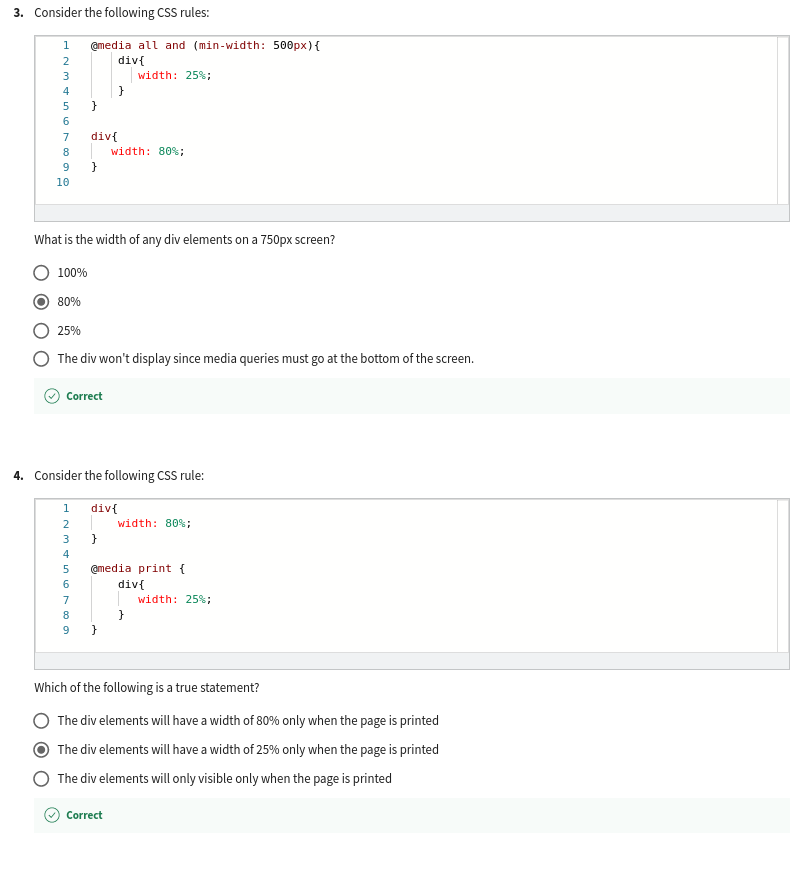 3. Consider the following CSS rules:
1 @media all and (min-width: 500px){
2 div{
3 width: 25%;
4 }
5 }
6
7 div{
8 width: 80%;
9 }
10
What is the width of any div elements on a 750px screen?
100%
80%
25%
The div won't display since media queries must go at the bottom of the screen.
Correct
4. Consider the following CSS rule:
1 div{
2 width: 80%;
3 }
4
5 @media print {
6 div{
7 width: 25%;
8 }
9 }
Which of the following is a true statement?
The div elements will have a width of 80% only when the page is printed
The div elements will have a width of 25% only when the page is printed
The div elements will only visible only when the page is printed
Correct